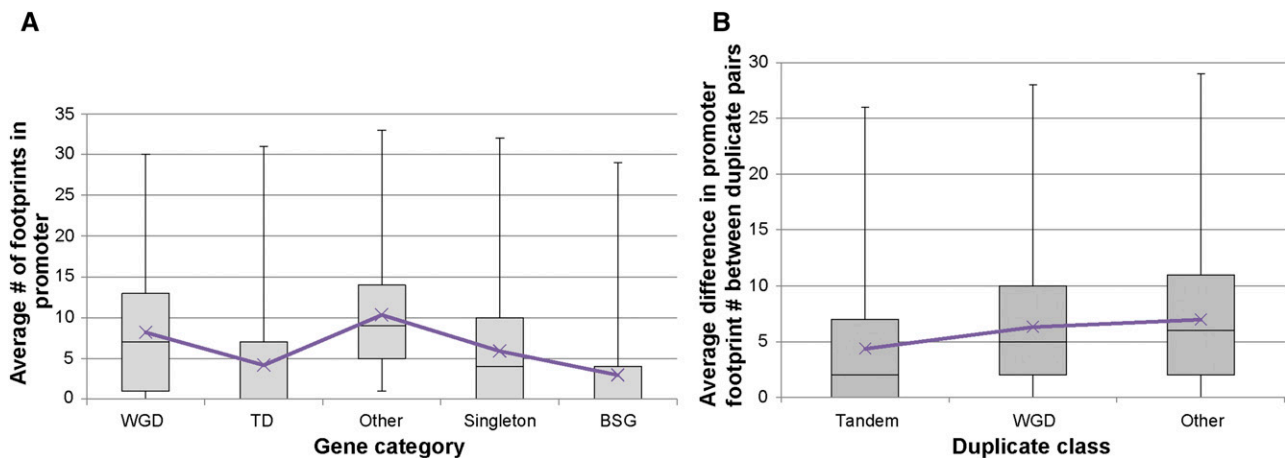 A
Average # of footprints in
promoter
35
30
25
20
15
10
5
0
WGD
TD
Other
Singleton
BSG
Gene category
B
Average difference in promoter
footprint # between duplicate pairs
30
25
20
15
10
5
0
Tandem
WGD
Other
Duplicate class